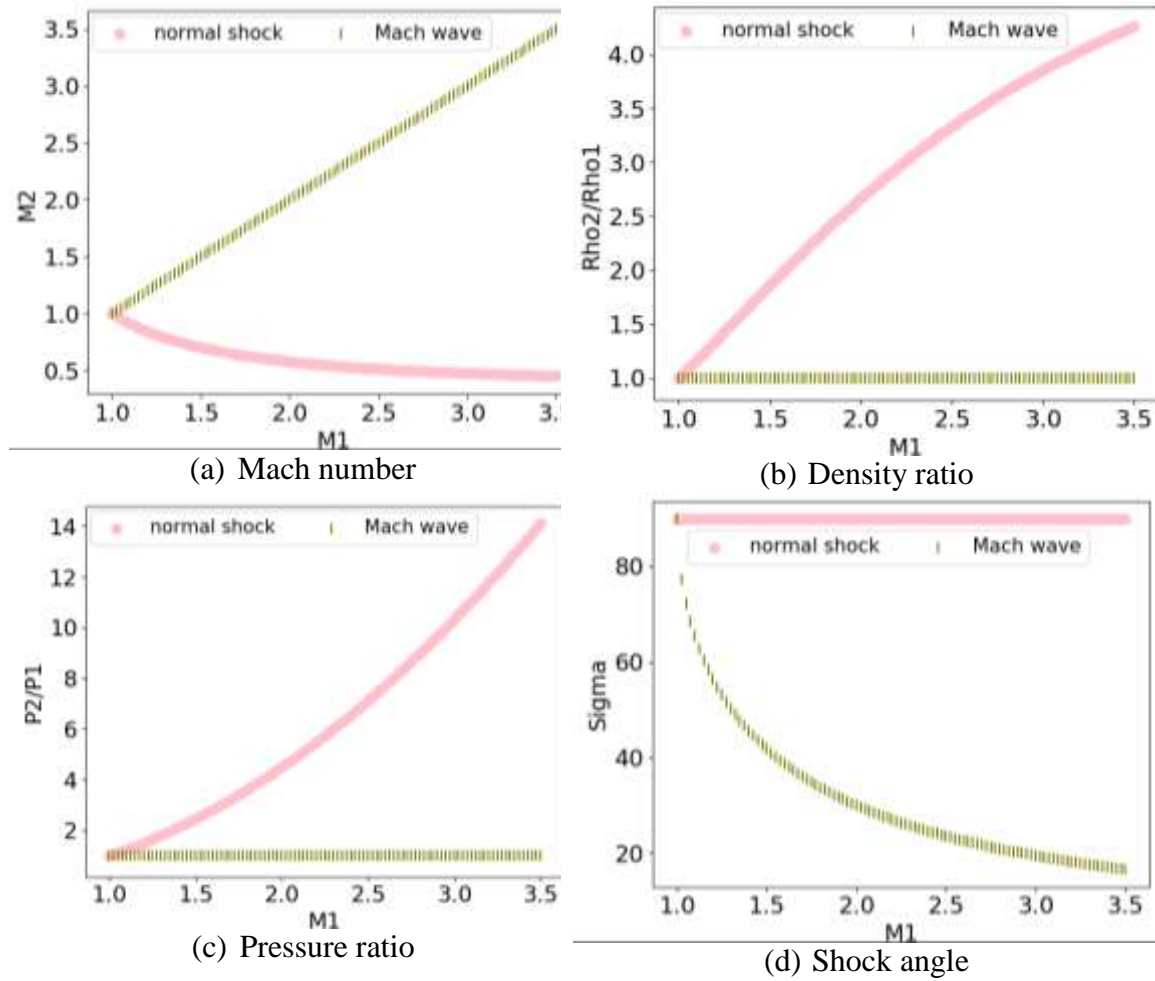 normal shock Mach wave
3.5
3.0
2.5
2.0
1.5
1.0
0.5
M2
1.0 1.5 2.0 2.5 3.0 3.
M1
(a) Mach number
normal shock Mach wave
4.0
3.5
3.0
2.5
2.0
1.5
1.0
Rho2/Rho1
1.0 1.5 2.0 2.5 3.0 3.5
M1
(b) Density ratio
normal shock Mach wave
14
12
10
8
6
4
2
P2/P1
1.0 1.5 2.0 2.5 3.0 3.5
M1
(c) Pressure ratio
normal shock Mach wave
80
60
40
20
Sigma
1.0 1.5 2.0 2.5 3.0 3.5
M1
(d) Shock angle